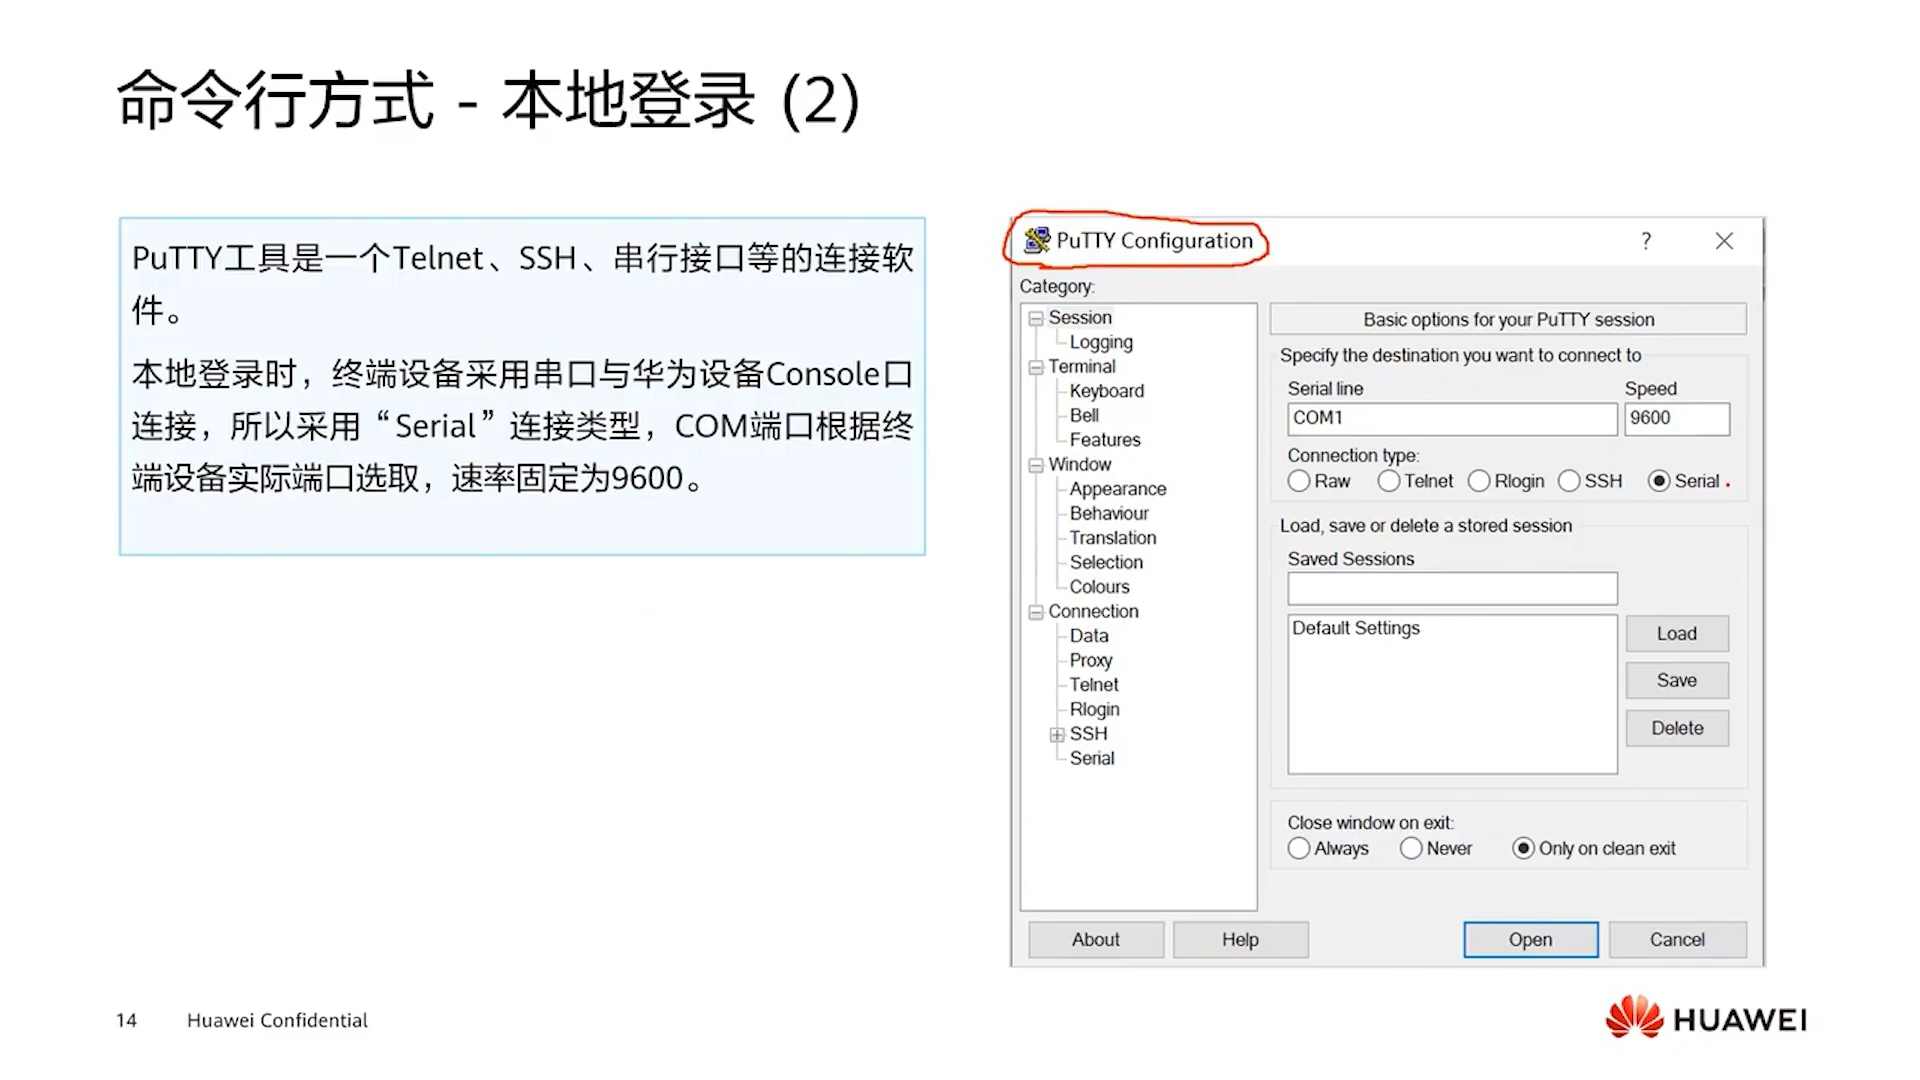 命令行方式 - 本地登录 (2)
PuTTY工具是一个Telnet、SSH、串行接口等的连接软
件。
本地登录时，终端设备采用串口与华为设备Console口
连接，所以采用“Serial”连接类型，COM端口根据终
端设备实际端口选取，速率固定为9600。
PuTTY Configuration
?
Category:
Session
Logging
Terminal
Keyboard
Bell
Features
Window
Appearance
Behaviour
Translation
Selection
Colours
Connection
Data
Proxy
Telnet
Rlogin
SSH
Serial
Basic options for your PuTTY session
Specify the destination you want to connect to
Serial line Speed
COM1 9600
Connection type:
Raw Telnet Rlogin SSH Serial
Load, save or delete a stored session
Saved Sessions
Default Settings
Load
Save
Delete
Close window on exit:
Always Never Only on clean exit
About Help Open Cancel
14 Huawei Confidential
HUAWEI